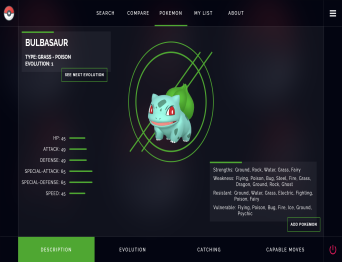 SEARCH COMPARE POKEMON MY LIST ABOUT
BULBASAUR
TYPE: GRASS - POISON
EVOLUTION: 1
SEE NEXT EVOLUTION
HP: 45
ATTACK: 49
DEFENSE: 49
SPECIAL-ATTACK: 65
SPECIAL-DEFENSE: 65
SPEED: 45
Strengths: Ground, Rock, Water, Grass, Fairy
Weakness: Flying, Poison, Bug, Steel, Fire, Grass,
Dragon, Ground, Rock, Ghost
Resistant: Ground, Water, Grass, Electric, Fighting,
Poison, Fairy
Vulnerable: Flying, Poison, Bug, Fire, Ice, Ground,
Psychic
ADD POKEMON
DESCRIPTION EVOLUTION CATCHING CAPABLE MOVES